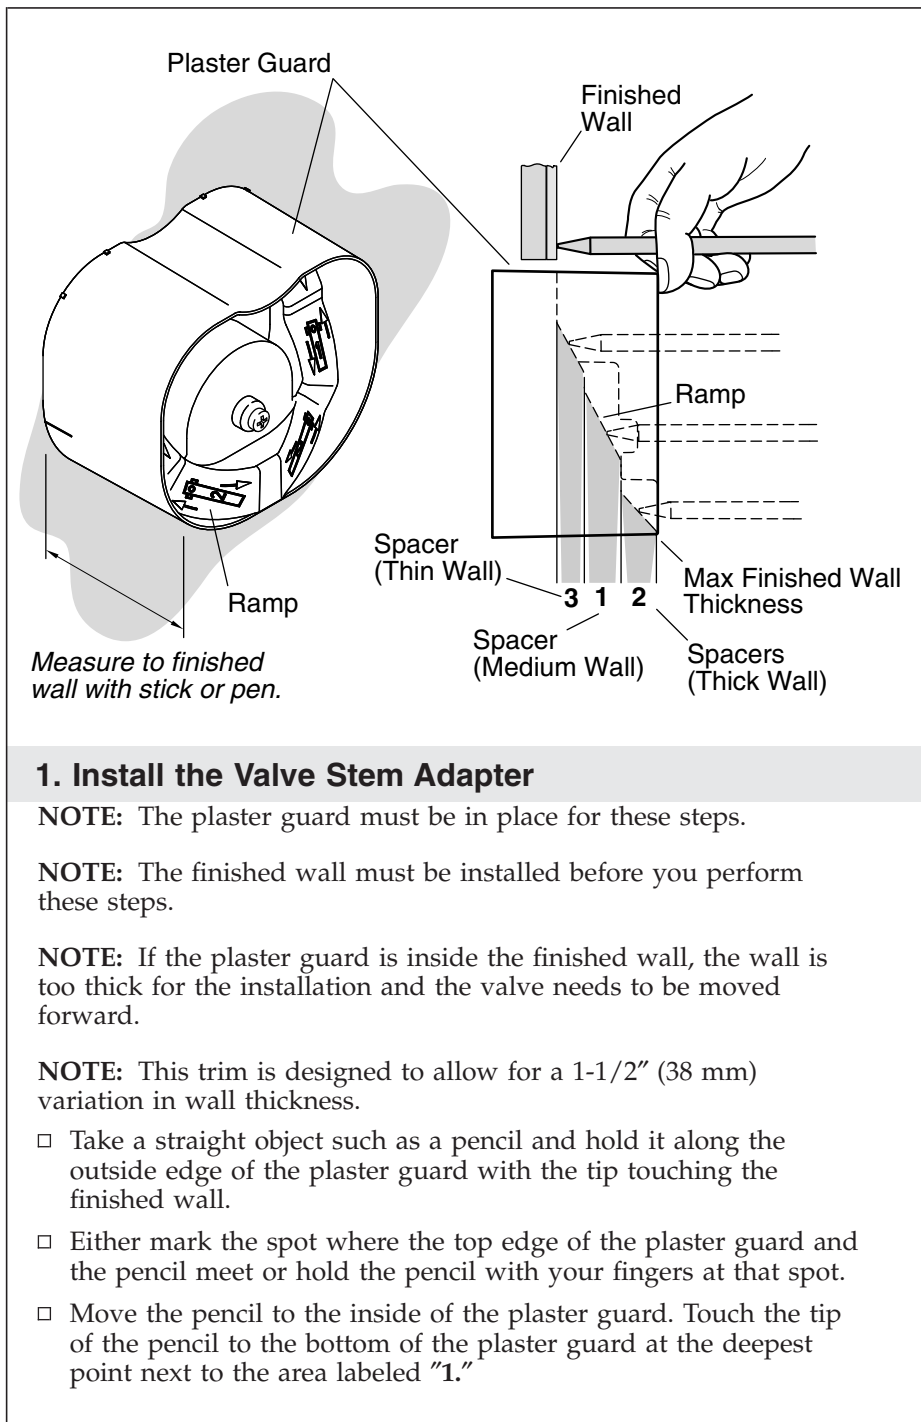 Plaster Guard
Finished
Wall
Ramp
Spacer
(Thin Wall)
3 1 2
Max Finished Wall
Thickness
Spacer
(Medium Wall)
Spacers
(Thick Wall)
Ramp
Measure to finished
wall with stick or pen.
1. Install the Valve Stem Adapter
NOTE: The plaster guard must be in place for these steps.
NOTE: The finished wall must be installed before you perform
these steps.
NOTE: If the plaster guard is inside the finished wall, the wall is
too thick for the installation and the valve needs to be moved
forward.
NOTE: This trim is designed to allow for a 1-1/2″ (38 mm)
variation in wall thickness.
□ Take a straight object such as a pencil and hold it along the
outside edge of the plaster guard with the tip touching the
finished wall.
□ Either mark the spot where the top edge of the plaster guard and
the pencil meet or hold the pencil with your fingers at that spot.
□ Move the pencil to the inside of the plaster guard. Touch the tip
of the pencil to the bottom of the plaster guard at the deepest
point next to the area labeled ″1.″